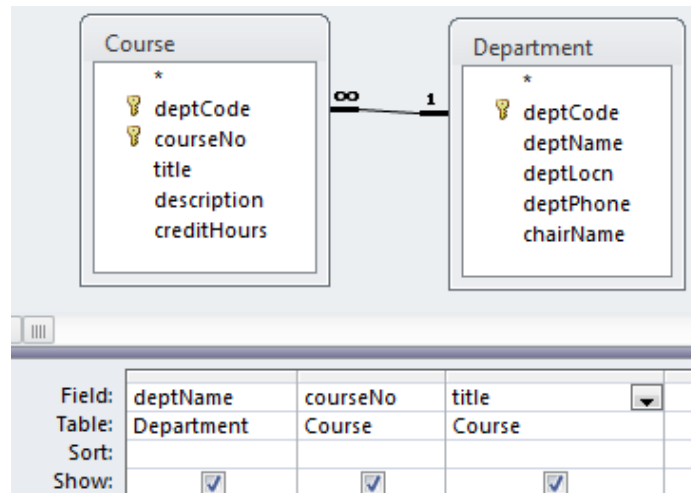 Course
*
deptCode
courseNo
title
description
creditHours
∞ 1
Department
*
deptCode
deptName
deptLocn
deptPhone
chairName
Field: deptName courseNo title
Table: Department Course Course
Sort:
Show: